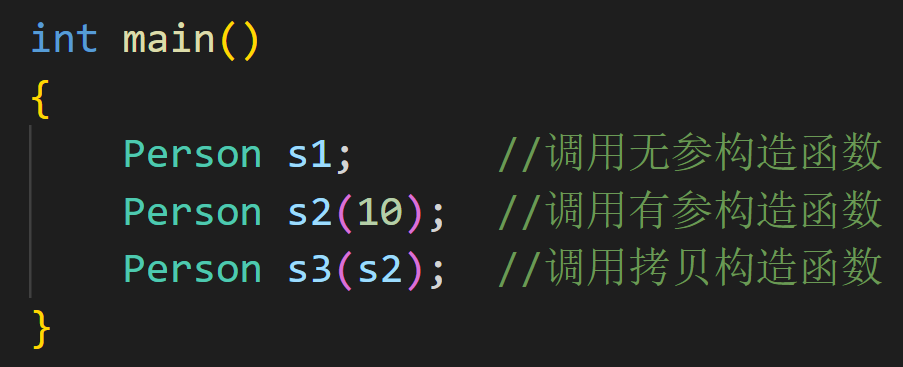 int main()
{
Person s1; //调用无参构造函数
Person s2(10); //调用有参构造函数
Person s3(s2); //调用拷贝构造函数
}